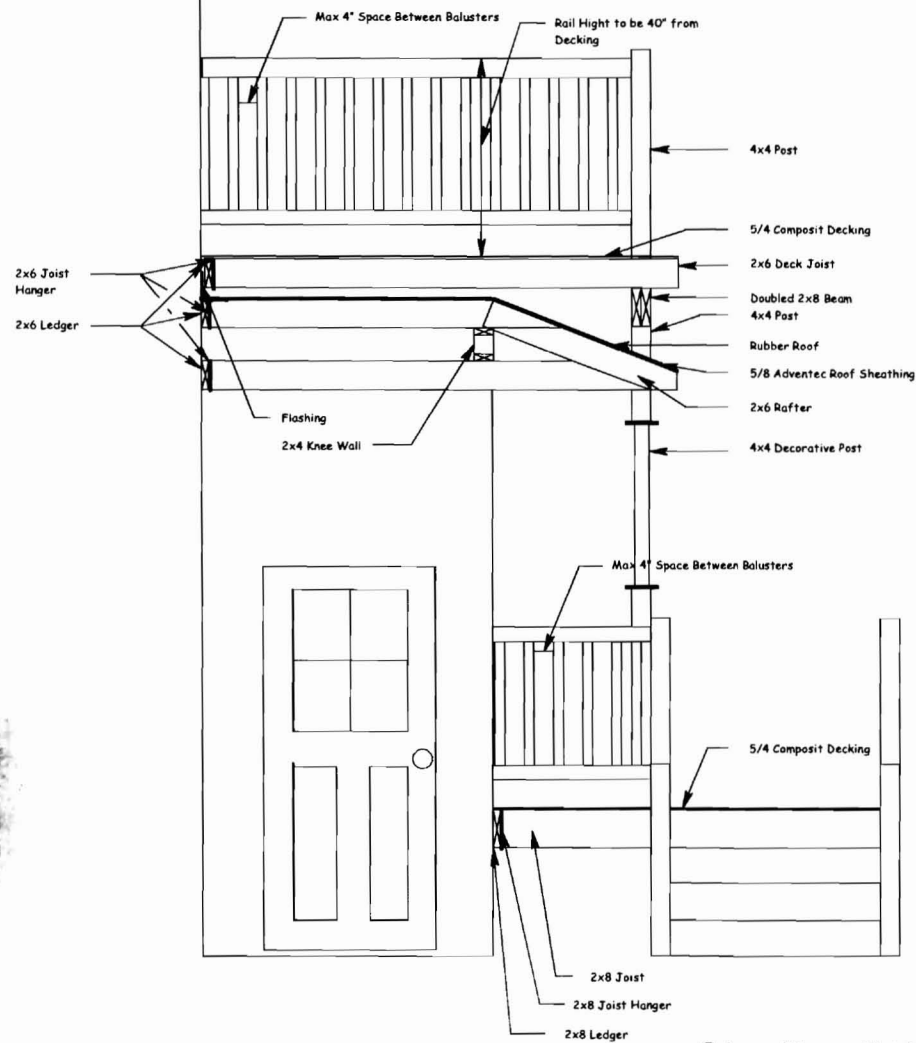 Max 4" Space Between Balusters
Rail Hight to be 40" from
Decking
4x4 Post
5/4 Composit Decking
2x6 Joist
Hanger
2x6 Deck Joist
2x6 Ledger
Doubled 2x8 Beam
4x4 Post
Rubber Roof
5/8 Adventec Roof Sheathing
2x6 Rafter
Flashing
2x4 Knee Wall
4x4 Decorative Post
Max 4" Space Between Balusters
5/4 Composit Decking
2x8 Joist
2x8 Joist Hanger
2x8 Ledger